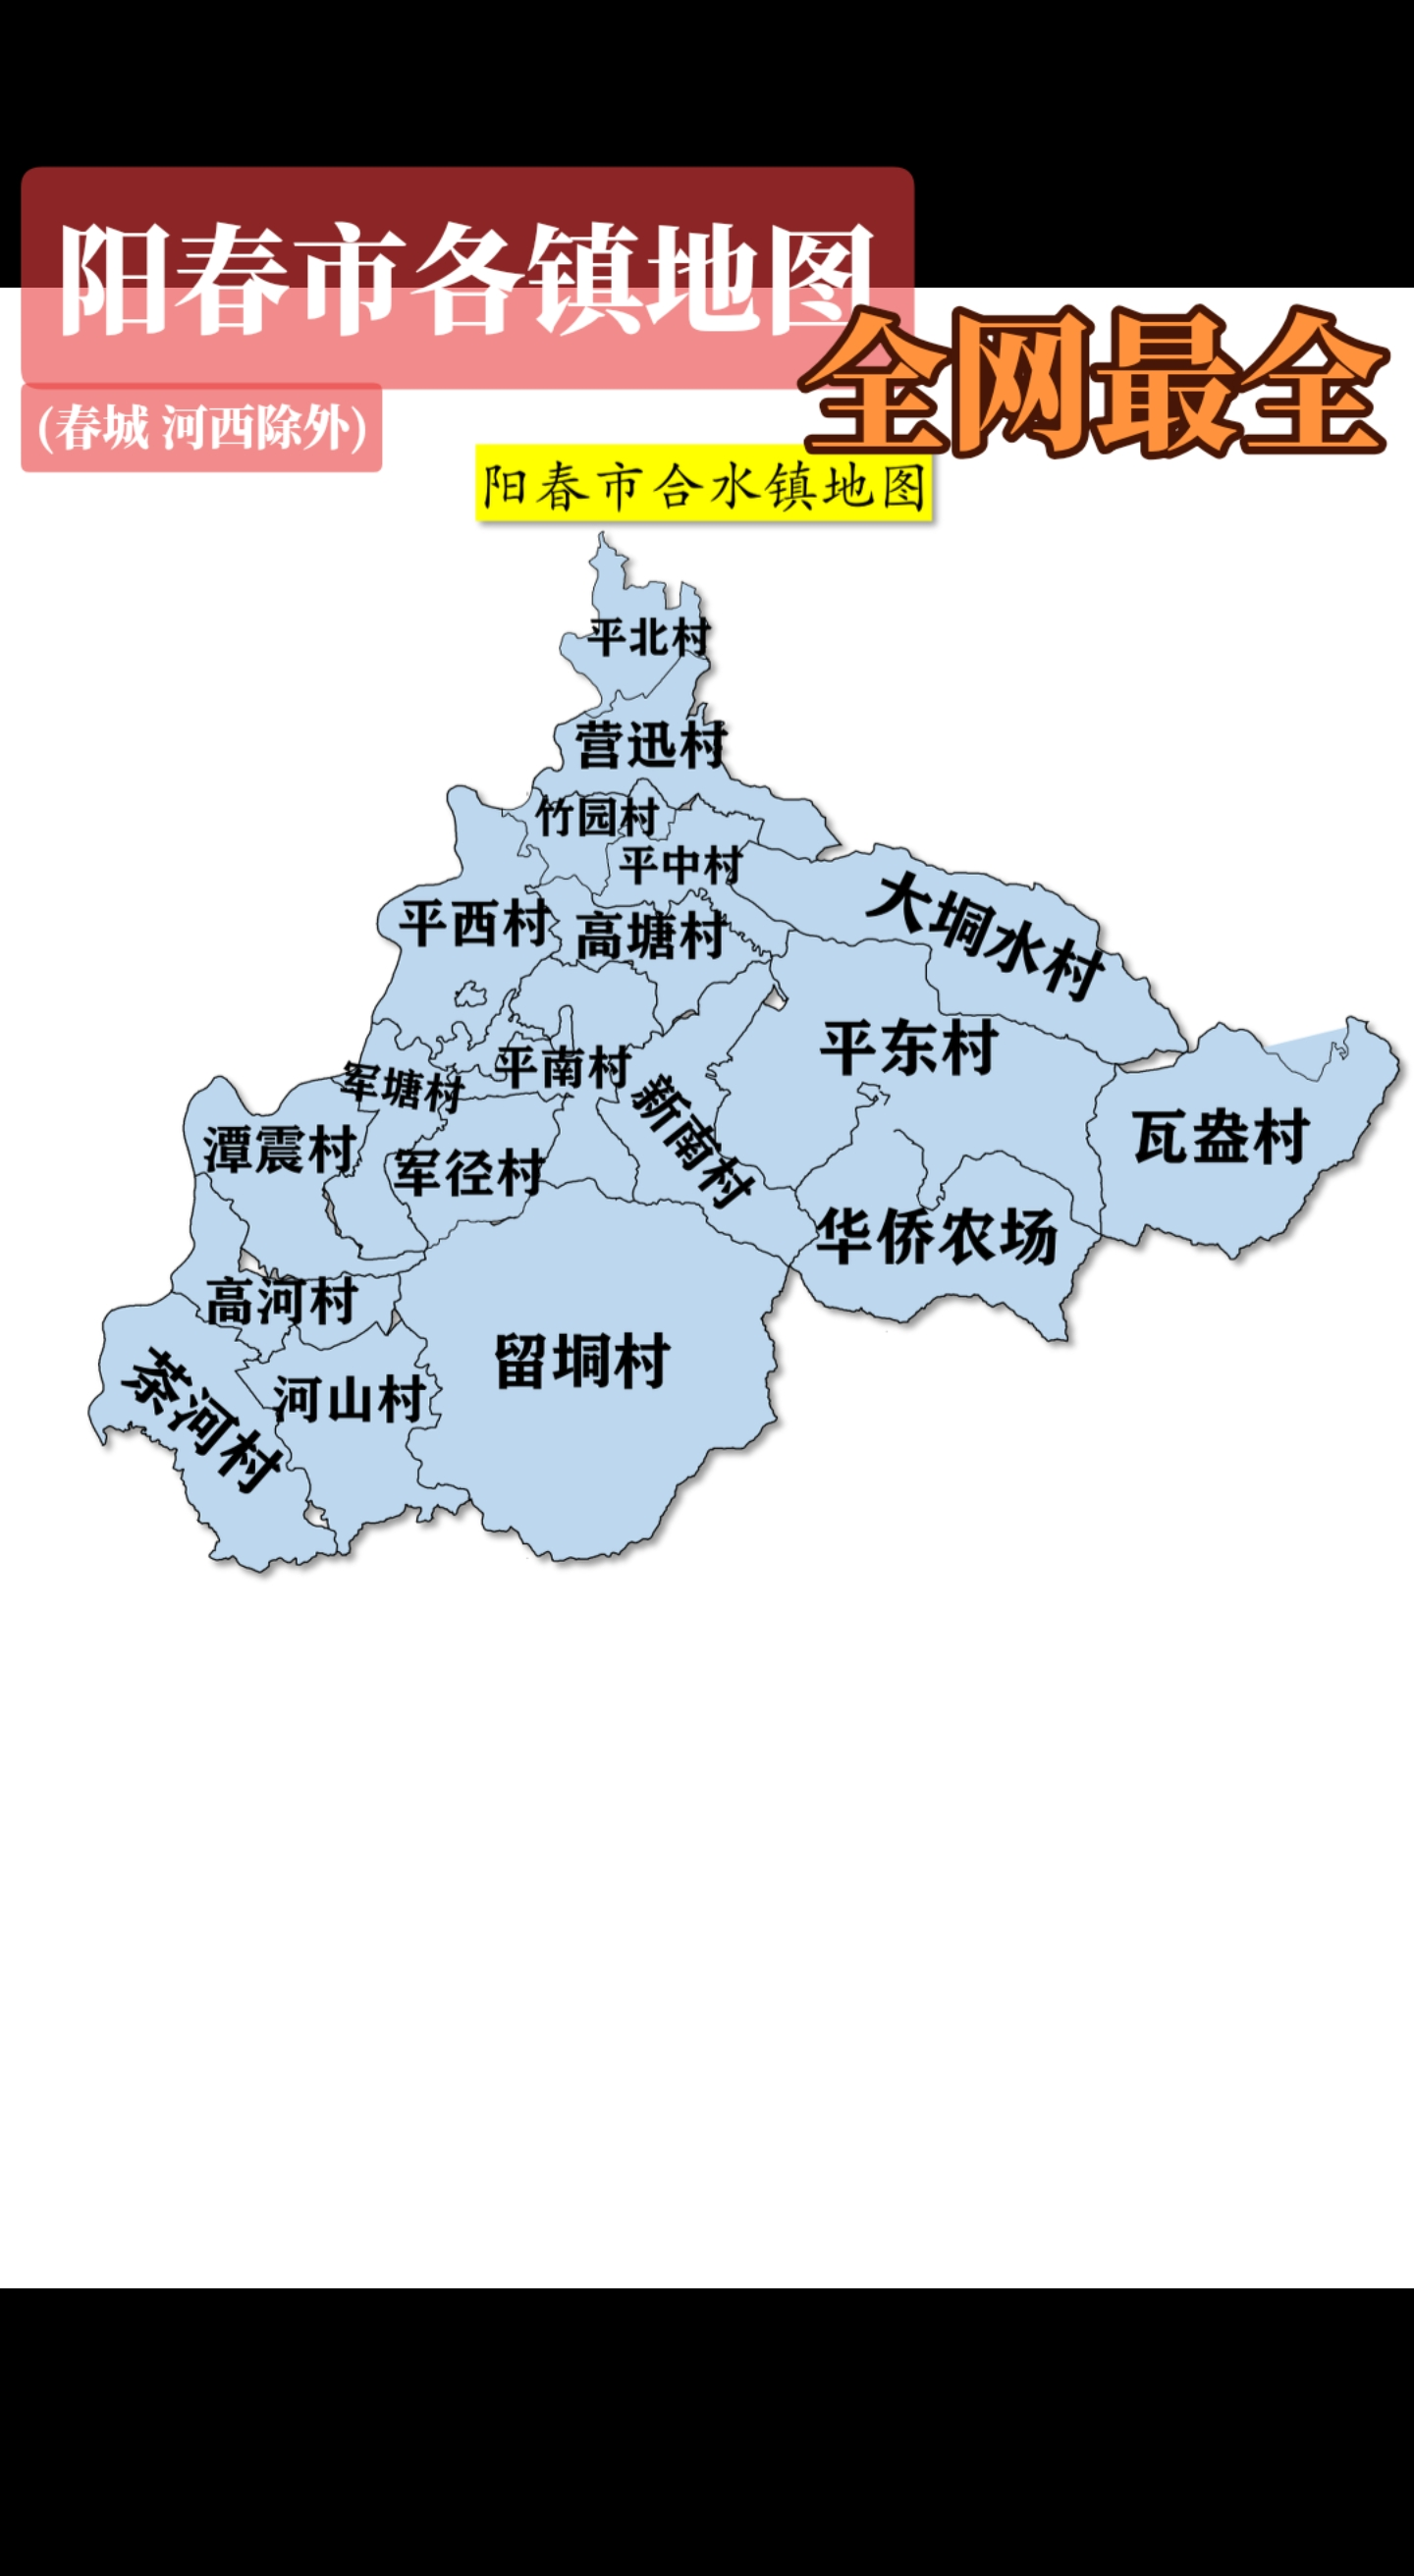 阳春市各镇地图
全网最全
(春城 河西除外)
阳春市合水镇地图
平北村
营迅村
竹园村
平中村
大垌水村
平西村
高塘村
平东村
平南村
军塘村
新南村
瓦盎村
潭震村
军径村
华侨农场
高河村
留垌村
茶河村
河山村